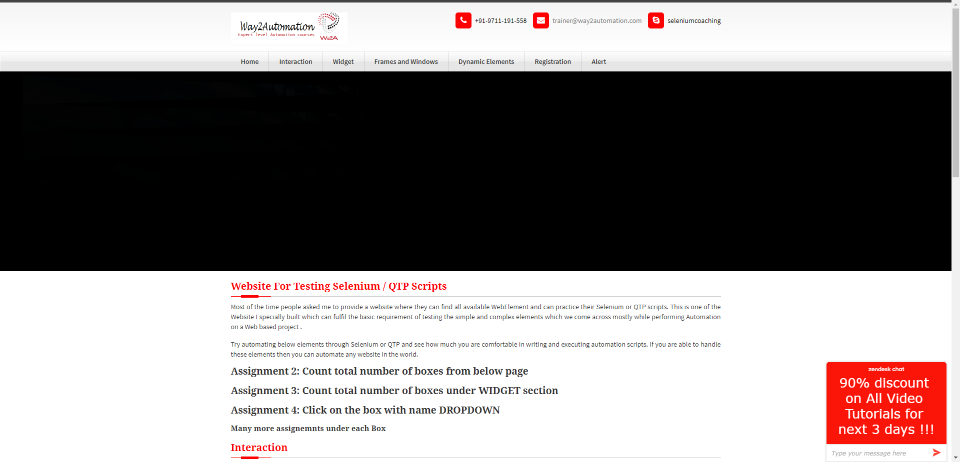 Way2Automation
Expert level Automation courses
W2A
+91-9711-191-558
trainer@way2automation.com
seleniumcoaching
Home Interaction Widget Frames and Windows Dynamic Elements Registration Alert
Website For Testing Selenium / QTP Scripts
Most of the time people asked me to provide a website where they can find all available WebElement and can practice their Selenium or QTP scripts. This is one of the
Website I specially built which can fulfil the basic requirement of testing the simple and complex elements which we come across mostly while performing Automation
on a Web based project .
Try automating below elements through Selenium or QTP and see how much you are comfortable in writing and executing automation scripts. If you are able to handle
these elements then you can automate any website in the world.
Assignment 2: Count total number of boxes from below page
Assignment 3: Count total number of boxes under WIDGET section
Assignment 4: Click on the box with name DROPDOWN
Many more assignemnts under each Box
Interaction
zendesk chat
90% discount
on All Video
Tutorials for
next 3 days !!!
Type your message here